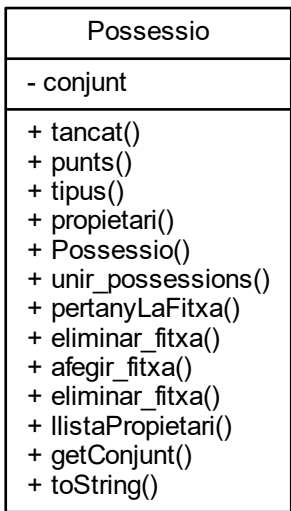 Possessio
- conjunt
+ tancat()
+ punts()
+ tipus()
+ propietari()
+ Possessio()
+ unir_possessions()
+ pertanyLaFitxa()
+ eliminar_fitxa()
+ afegir_fitxa()
+ eliminar_fitxa()
+ llistaPropietari()
+ getConjunt()
+ toString()